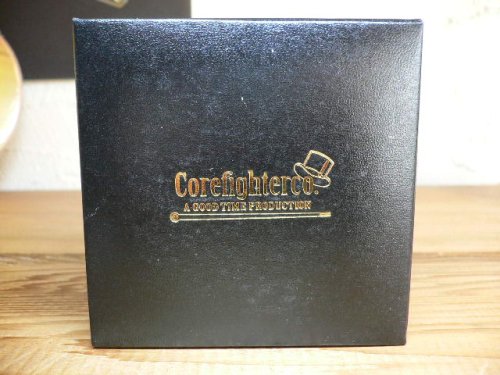 Corefighterco.
A GOOD TIME PRODUCTION